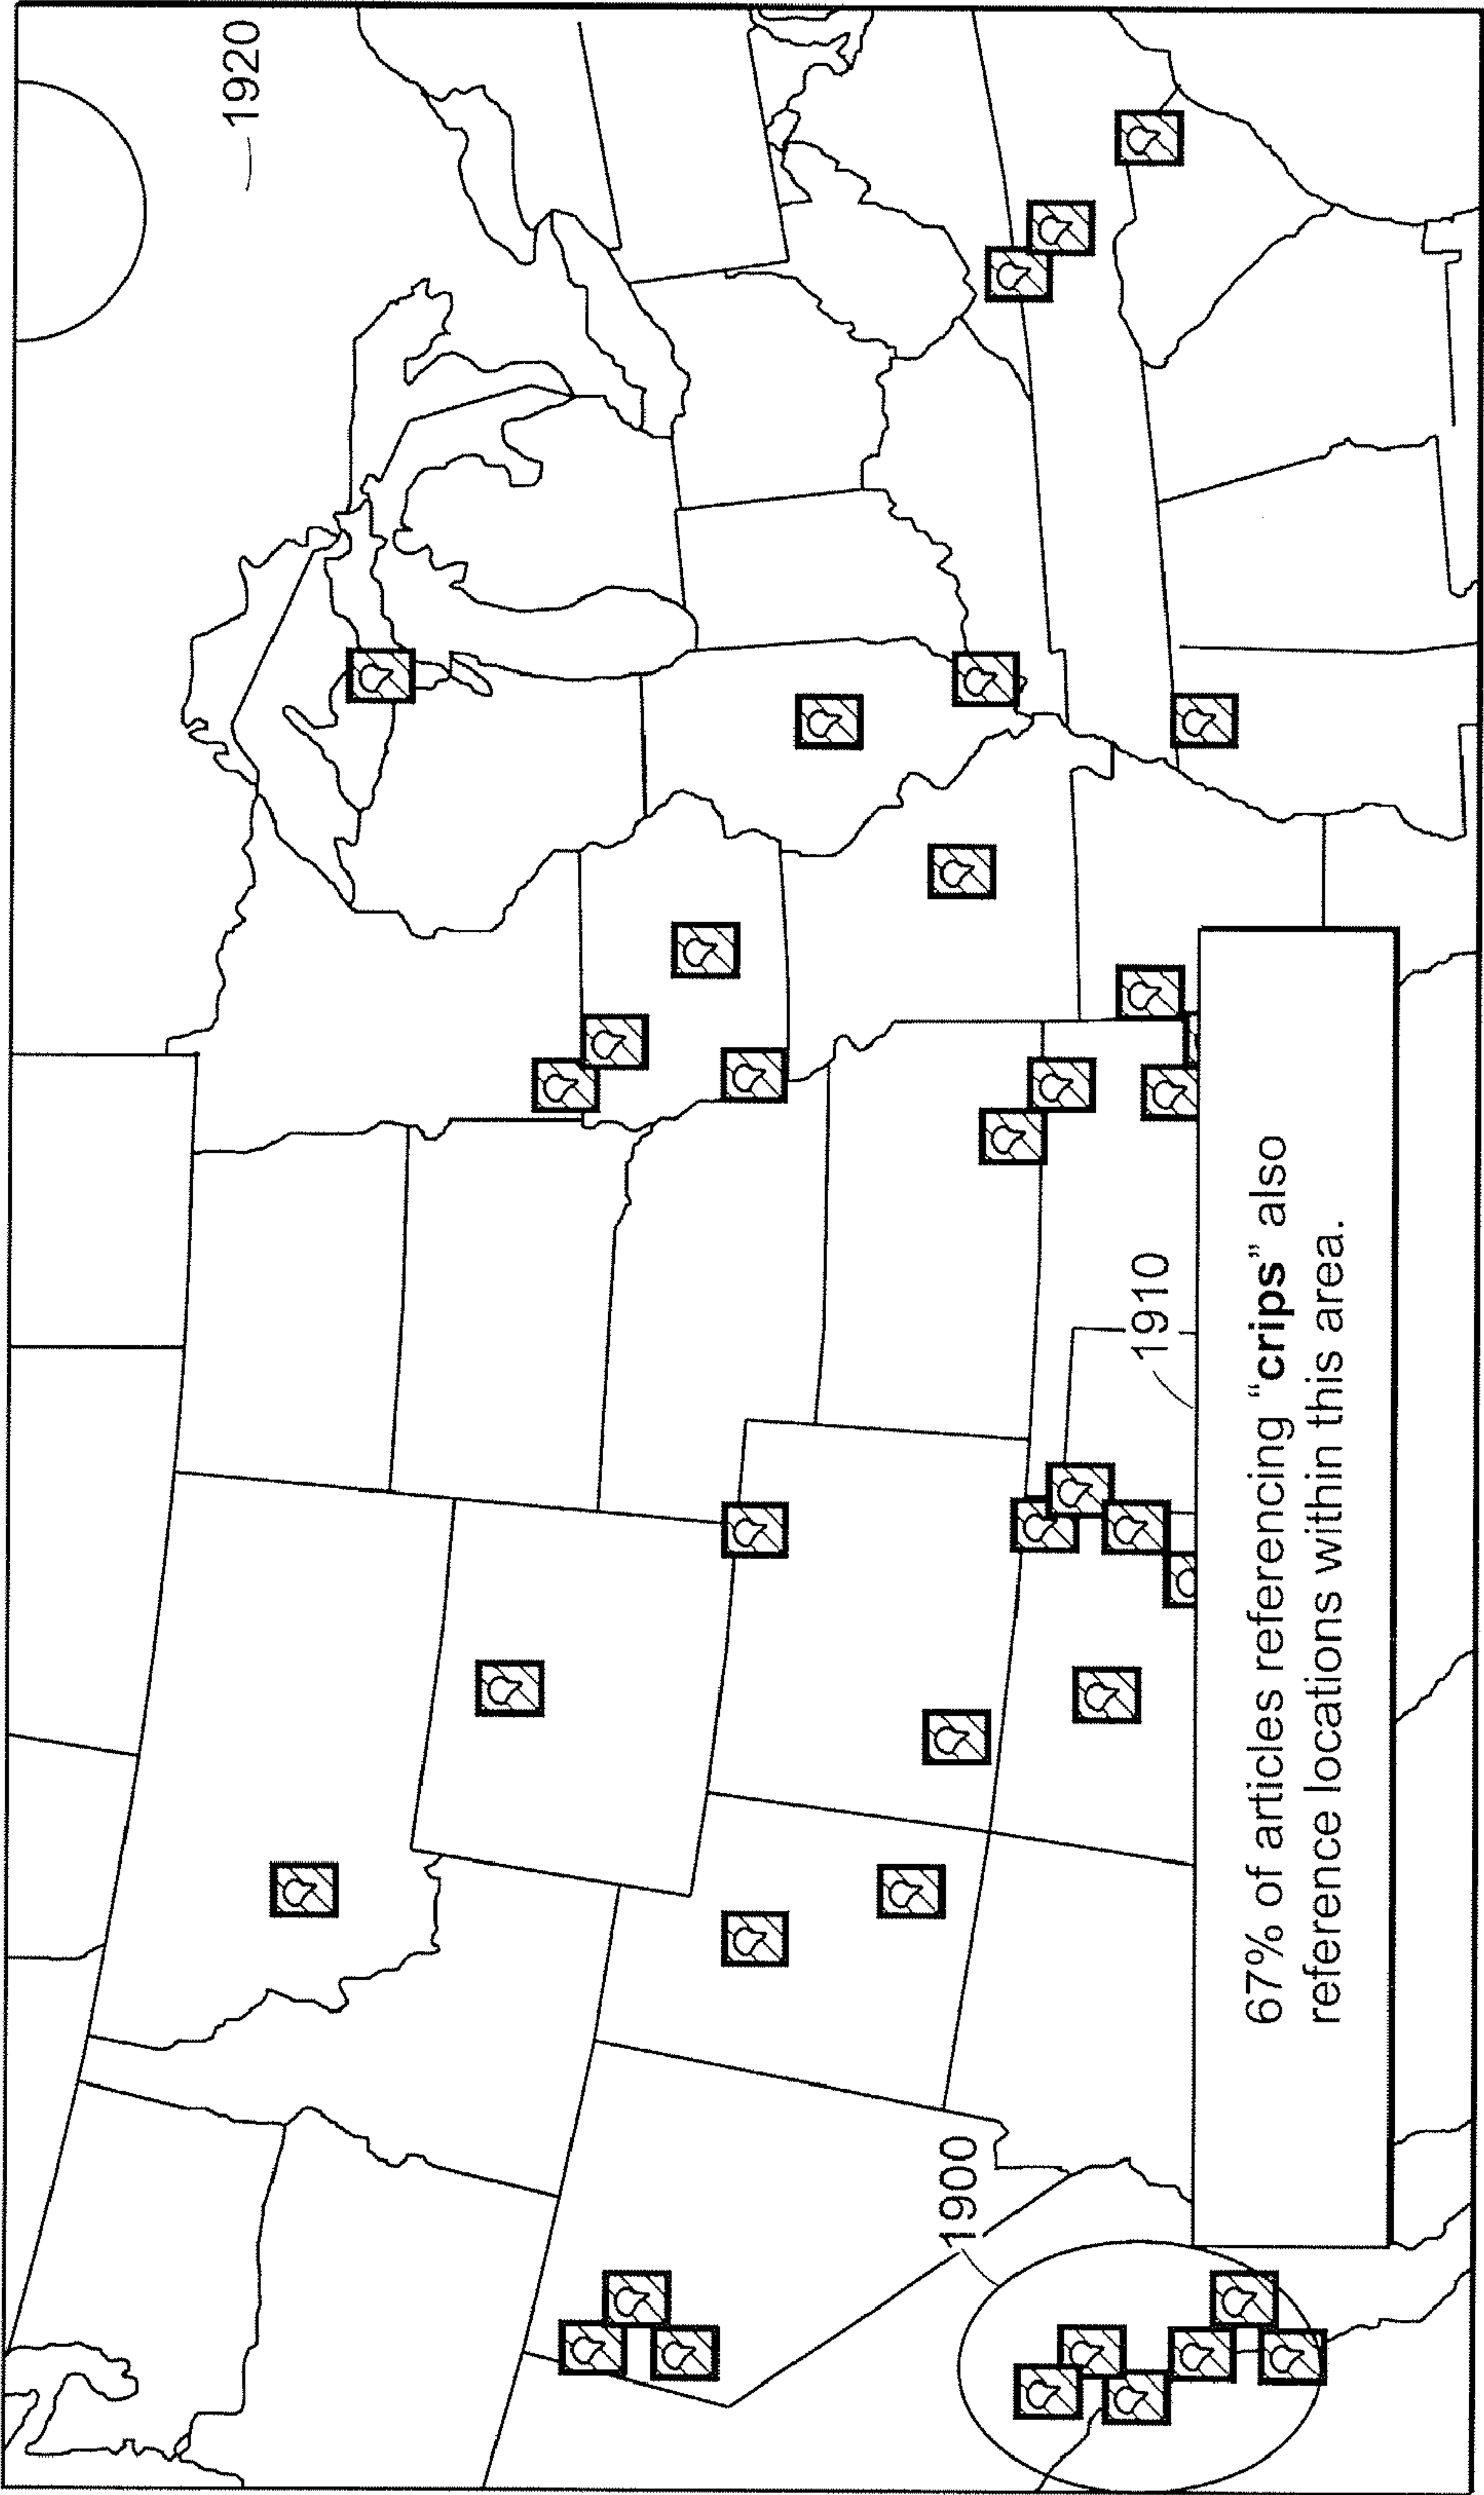 1920
1900
1910
67% of articles referencing “crips” also
reference locations within this area.